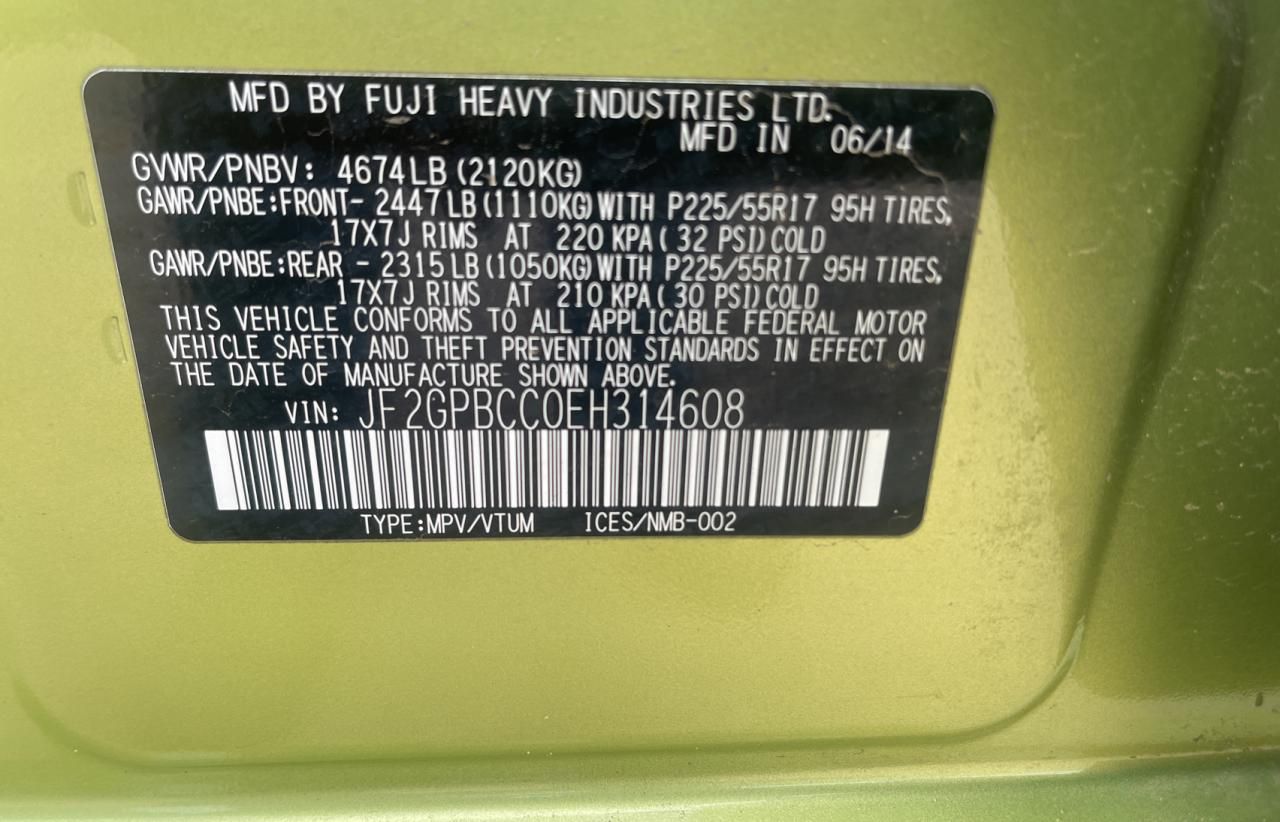 MFD BY FUJI HEAVY INDUSTRIES LTD.
MFD IN 06/14
GVWR/PNBV: 4674LB (2120KG)
GAWR/PNBE:FRONT- 2447LB(1110KG)WITH P225/55R17 95H TIRES,
17X7J RIMS AT 220 KPA( 32 PSI)COLD
GAWR/PNBE:REAR - 2315LB(1050KG)WITH P225/55R17 95H TIRES,
17X7J RIMS AT 210 KPA( 30 PSI)COLD
THIS VEHICLE CONFORMS TO ALL APPLICABLE FEDERAL MOTOR
VEHICLE SAFETY AND THEFT PREVENTION STANDARDS IN EFFECT ON
THE DATE OF MANUFACTURE SHOWN ABOVE.
VIN: JF2GPBCC0EH314608
TYPE:MPV/VTUM ICES/NMB-002